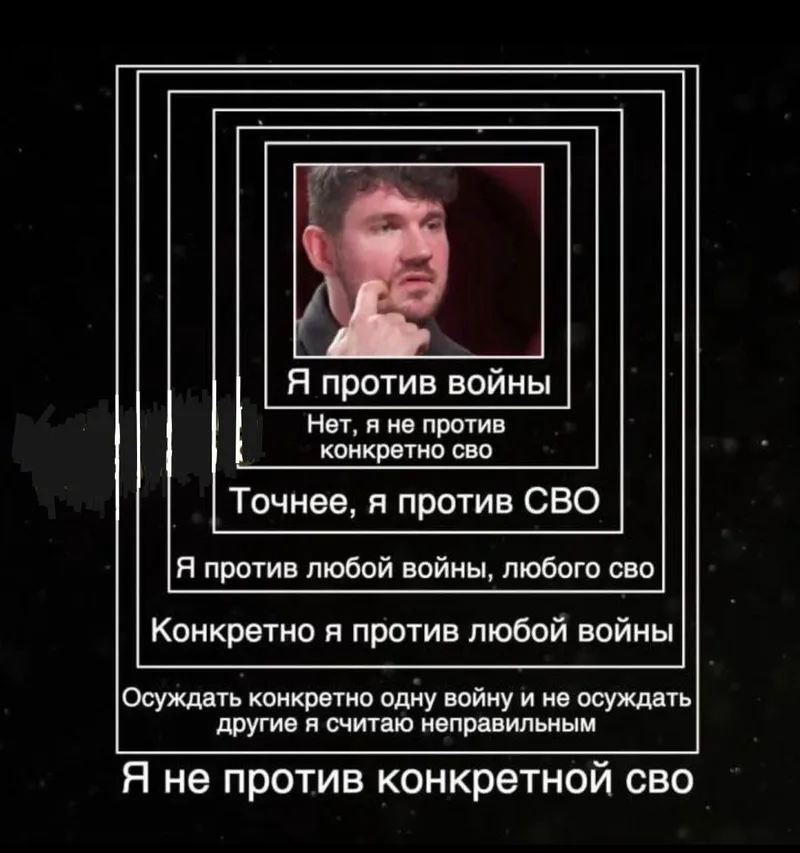 Я против войны
Нет, я не против
конкретно сво
Точнее, я против СВО
Я против любой войны, любого сво
Конкретно я против любой войны
Осуждать конкретно одну войну и не осуждать
другие я считаю неправильным
Я не против конкретной сво